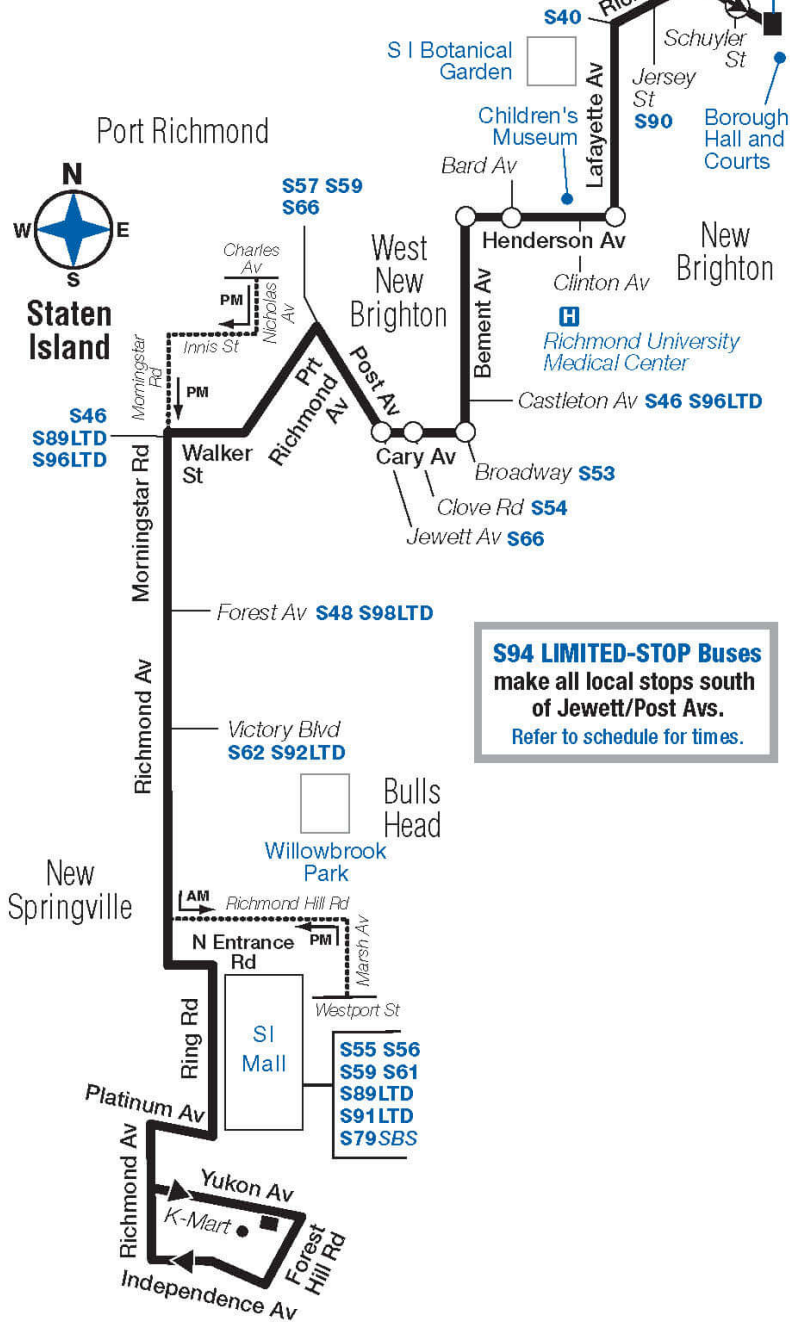 S40
Schuyler
St
S I Botanical
Garden
Jersey
St
S90
Borough
Hall and
Courts
Lafayette Av
Children's
Museum
Port Richmond
Bard Av
N
W
E
S
Staten
Island
S57 S59
S66
West
New
Brighton
Henderson Av
New
Brighton
Clinton Av
Charles
Av
PM
Nicholas
Av
Innis St
Morningstar
Rd
PM
Bement Av
H
Richmond University
Medical Center
Prt
Richmond
Av
Post Av
Castleton Av S46 S96LTD
S46
S89LTD
S96LTD
Walker
St
Cary Av
Broadway S53
Clove Rd S54
Jewett Av S66
Morningstar Rd
Forest Av S48 S98LTD
S94 LIMITED-STOP Buses
make all local stops south
of Jewett/Post Avs.
Refer to schedule for times.
Richmond Av
Victory Blvd
S62 S92LTD
Bulls
Head
Willowbrook
Park
New
Springville
AM
Richmond Hill Rd
PM
Marsh Av
N Entrance
Rd
Westport St
Ring Rd
SI
Mall
S55 S56
S59 S61
S89LTD
S91LTD
S79SBS
Platinum Av
Richmond Av
Yukon Av
K-Mart
Forest
Hill Rd
Independence Av